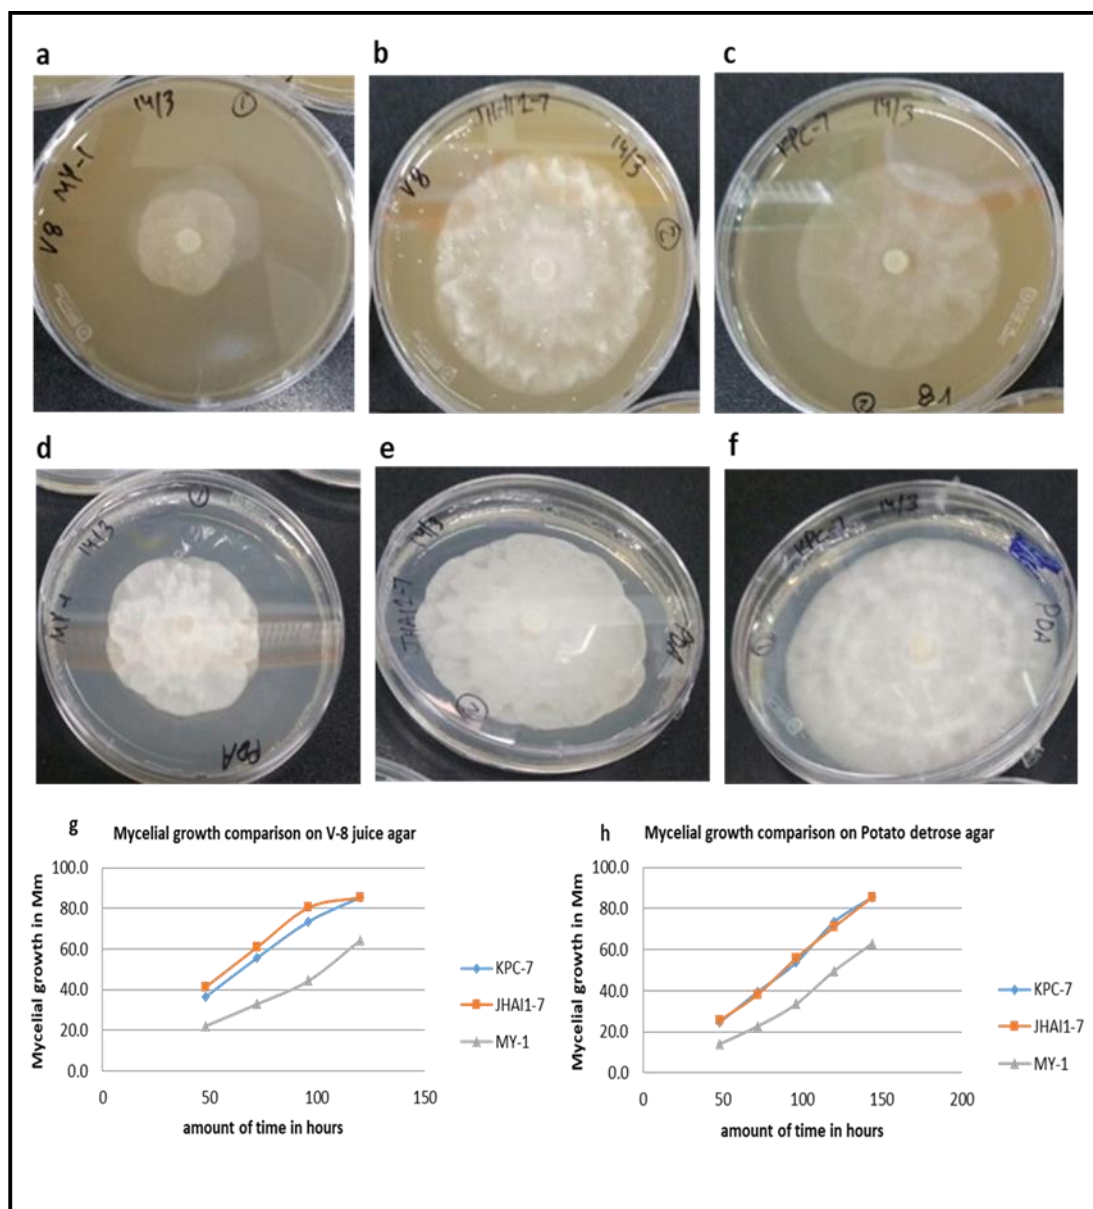 a
b
c
14/3
1
V8 MY-1
JHAI2-7
V8
14/3
2
KPC-7
14/3
2
V8
d
e
f
1
14/3
MY-1
PDA
14/3
JHAI2-7
PDA
2
KPC-7
14/3
PDA
1
g
Mycelial growth comparison on V-8 juice agar
100.0
80.0
60.0
40.0
20.0
0.0
Mycelial growth in Mm
0
50
100
150
amount of time in hours
KPC-7
JHAI1-7
MY-1
h
Mycelial growth comparison on Potato detrose agar
100.0
80.0
60.0
40.0
20.0
0.0
Mycelial growth in Mm
0
50
100
150
200
amount of time in hours
KPC-7
JHAI1-7
MY-1